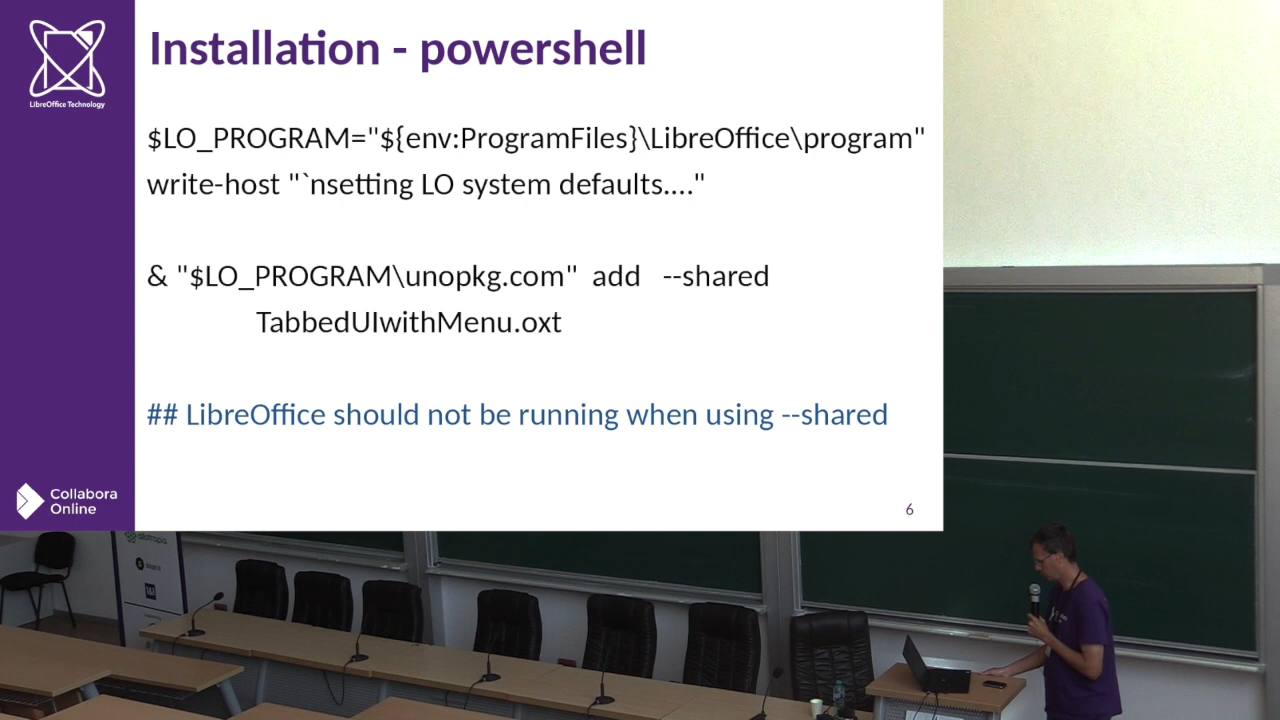 Installation - powershell
LibreOffice Technology
$LO_PROGRAM="${env:ProgramFiles}\LibreOffice\program"
write-host "`nsetting LO system defaults...."
& "$LO_PROGRAM\unopkg.com" add --shared
TabbedUIwithMenu.oxt
## LibreOffice should not be running when using --shared
Collabora
Online
6
allotropia